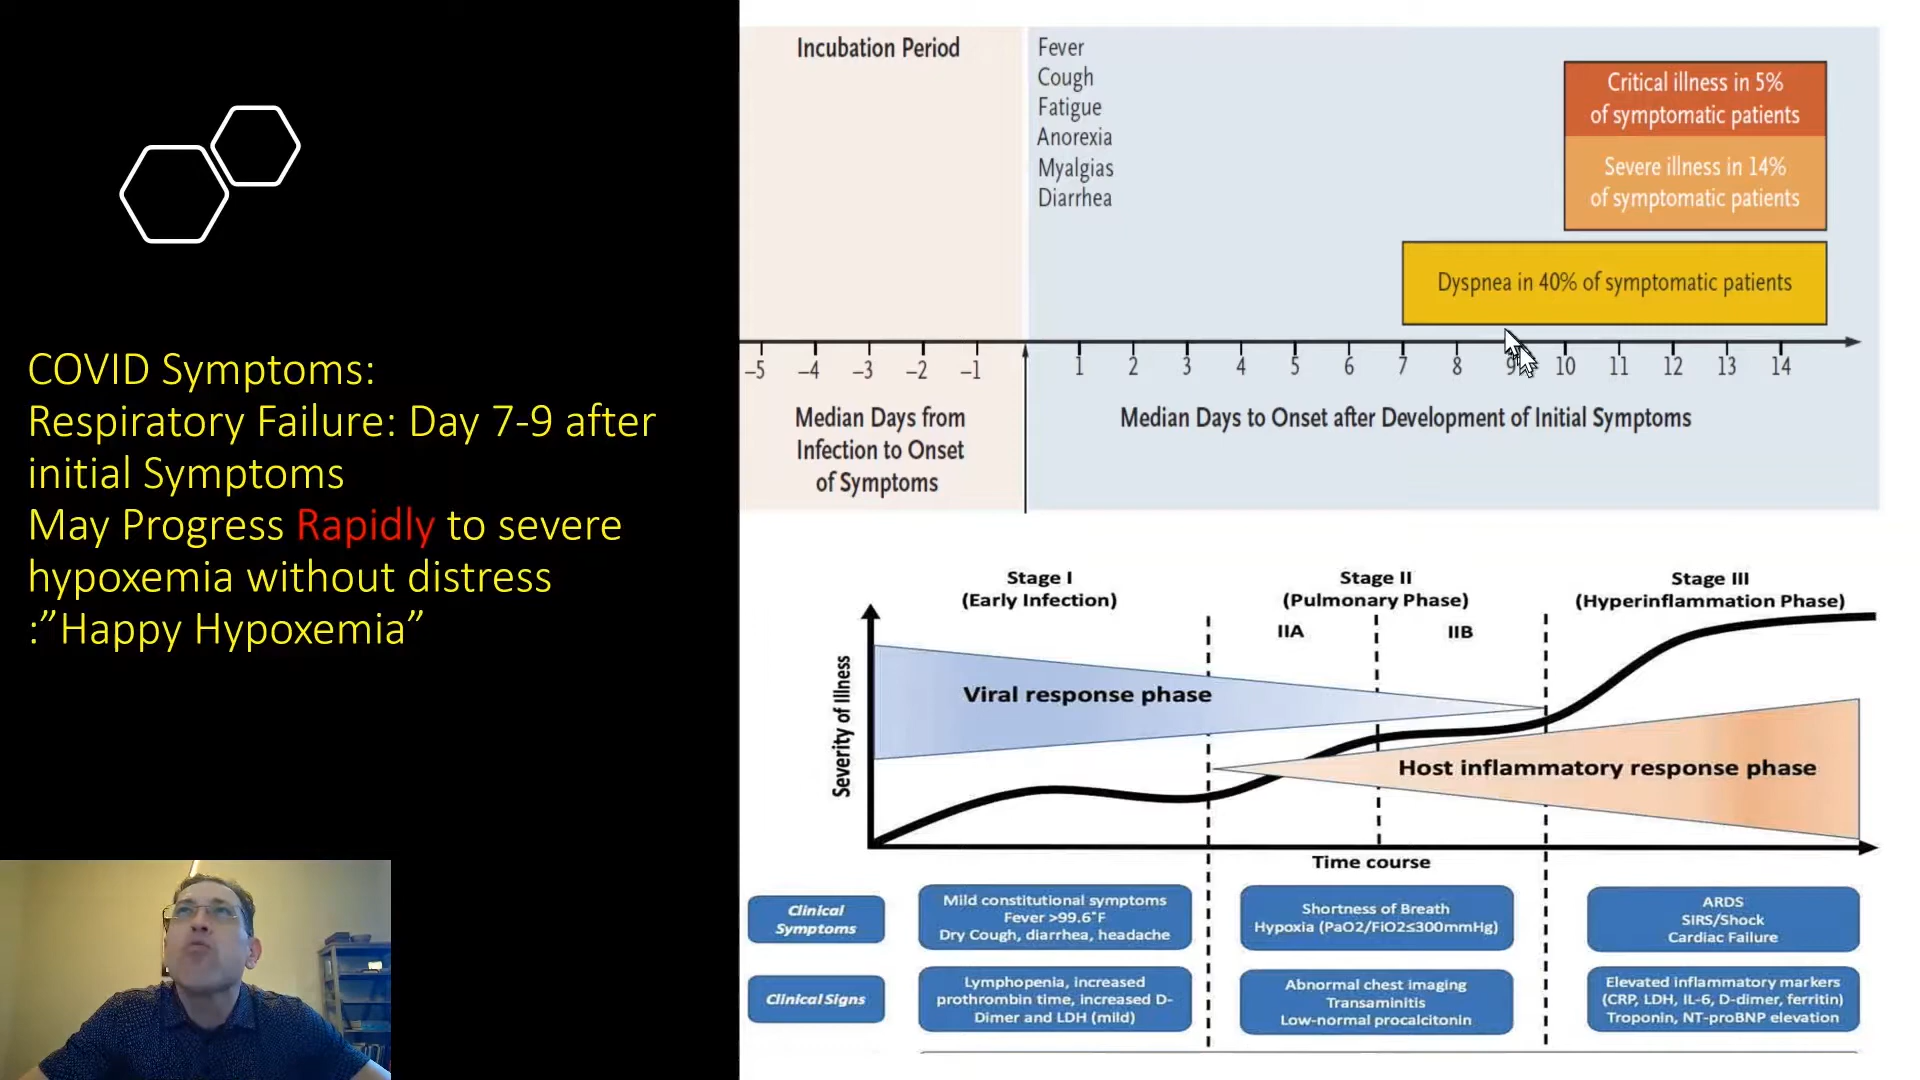 COVID Symptoms:
Respiratory Failure: Day 7-9 after
initial Symptoms
May Progress Rapidly to severe
hypoxemia without distress
:”Happy Hypoxemia”
Incubation Period
Fever
Cough
Fatigue
Anorexia
Myalgias
Diarrhea
Critical illness in 5%
of symptomatic patients
Severe illness in 14%
of symptomatic patients
Dyspnea in 40% of symptomatic patients
–5 –4 –3 –2 –1 1 2 3 4 5 6 7 8 9 10 11 12 13 14
Median Days from
Infection to Onset
of Symptoms
Median Days to Onset after Development of Initial Symptoms
Stage I
(Early Infection)
Stage II
(Pulmonary Phase)
IIA IIB
Stage III
(Hyperinflammation Phase)
Severity of Illness
Viral response phase
Host inflammatory response phase
Time course
Clinical
Symptoms
Mild constitutional symptoms
Fever >99.6°F
Dry Cough, diarrhea, headache
Shortness of Breath
Hypoxia (PaO2/FiO2≤300mmHg)
ARDS
SIRS/Shock
Cardiac Failure
Clinical Signs
Lymphopenia, increased
prothrombin time, increased D-
Dimer and LDH (mild)
Abnormal chest imaging
Transaminitis
Low-normal procalcitonin
Elevated inflammatory markers
(CRP, LDH, IL-6, D-dimer, ferritin)
Troponin, NT-proBNP elevation